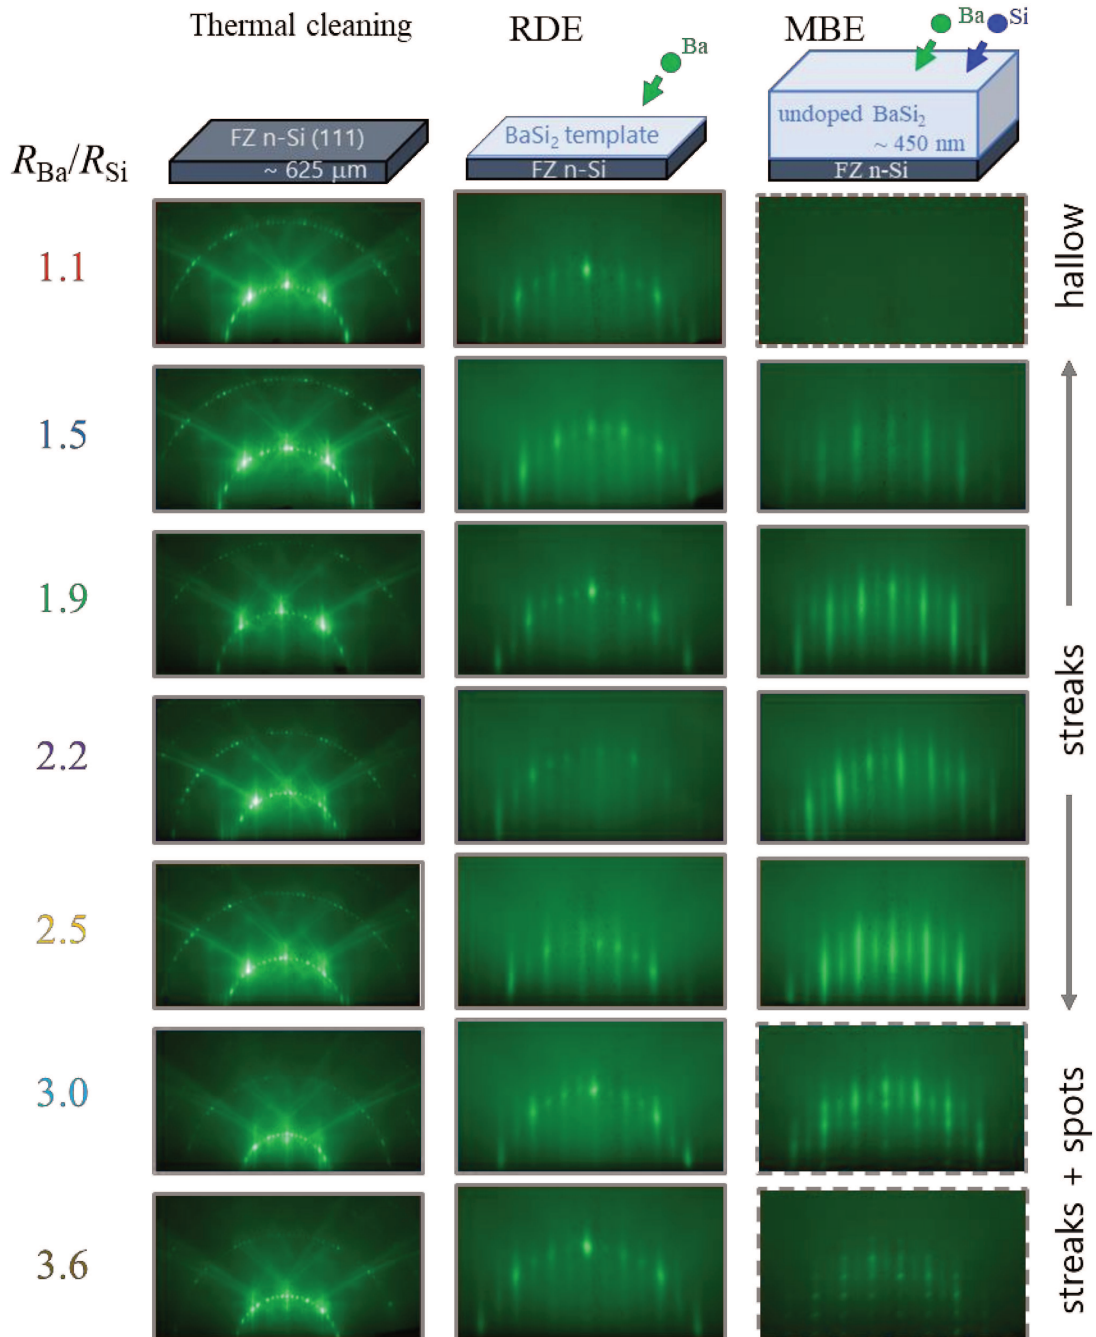 Thermal cleaning
RDE
MBE
Ba
Ba
Si
FZ n-Si (111)
~ 625 μm
BaSi₂ template
FZ n-Si
undoped BaSi₂
~ 450 nm
FZ n-Si
R_Ba/R_Si
1.1
hallow
1.5
1.9
streaks
2.2
2.5
3.0
3.6
streaks + spots